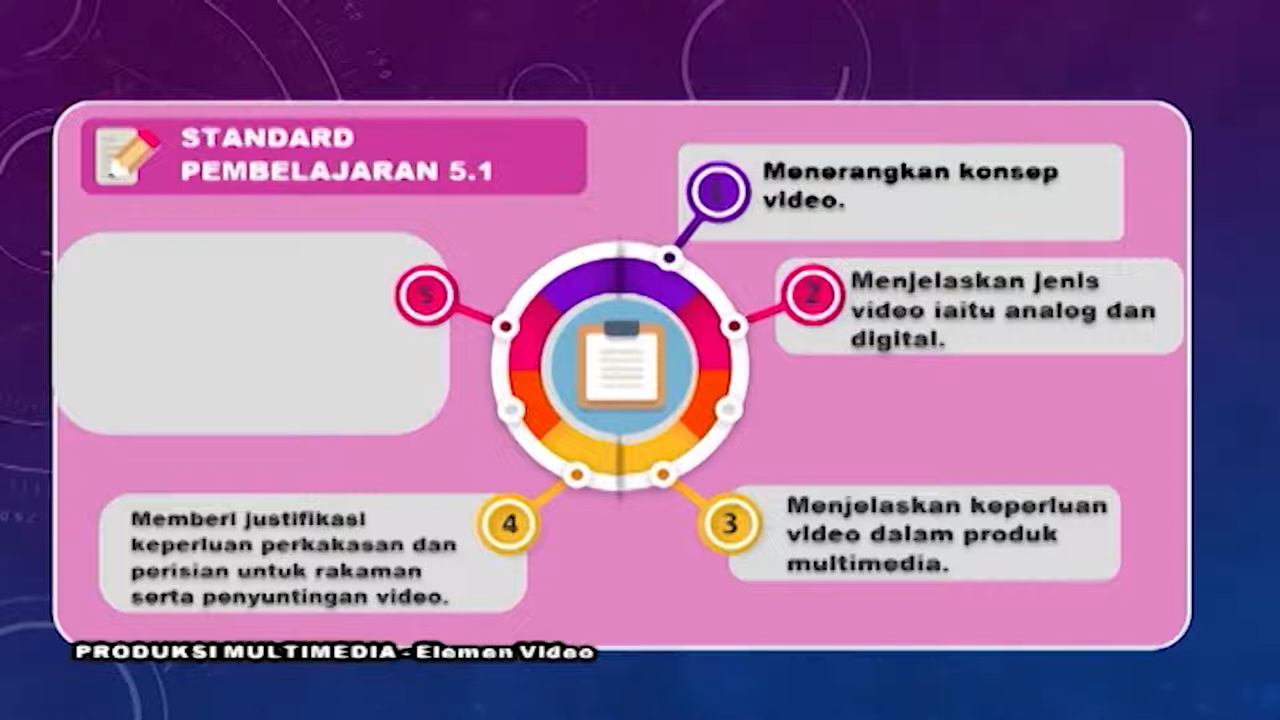 STANDARD
PEMBELAJARAN 5.1
1
Menerangkan konsep
video.
2
Menjelaskan jenis
video iaitu analog dan
digital.
3
Menjelaskan keperluan
video dalam produk
multimedia.
4
Memberi justifikasi
keperluan perkakasan dan
perisian untuk rakaman
serta penyuntingan video.
5
PRODUKSI MULTIMEDIA - Elemen Video